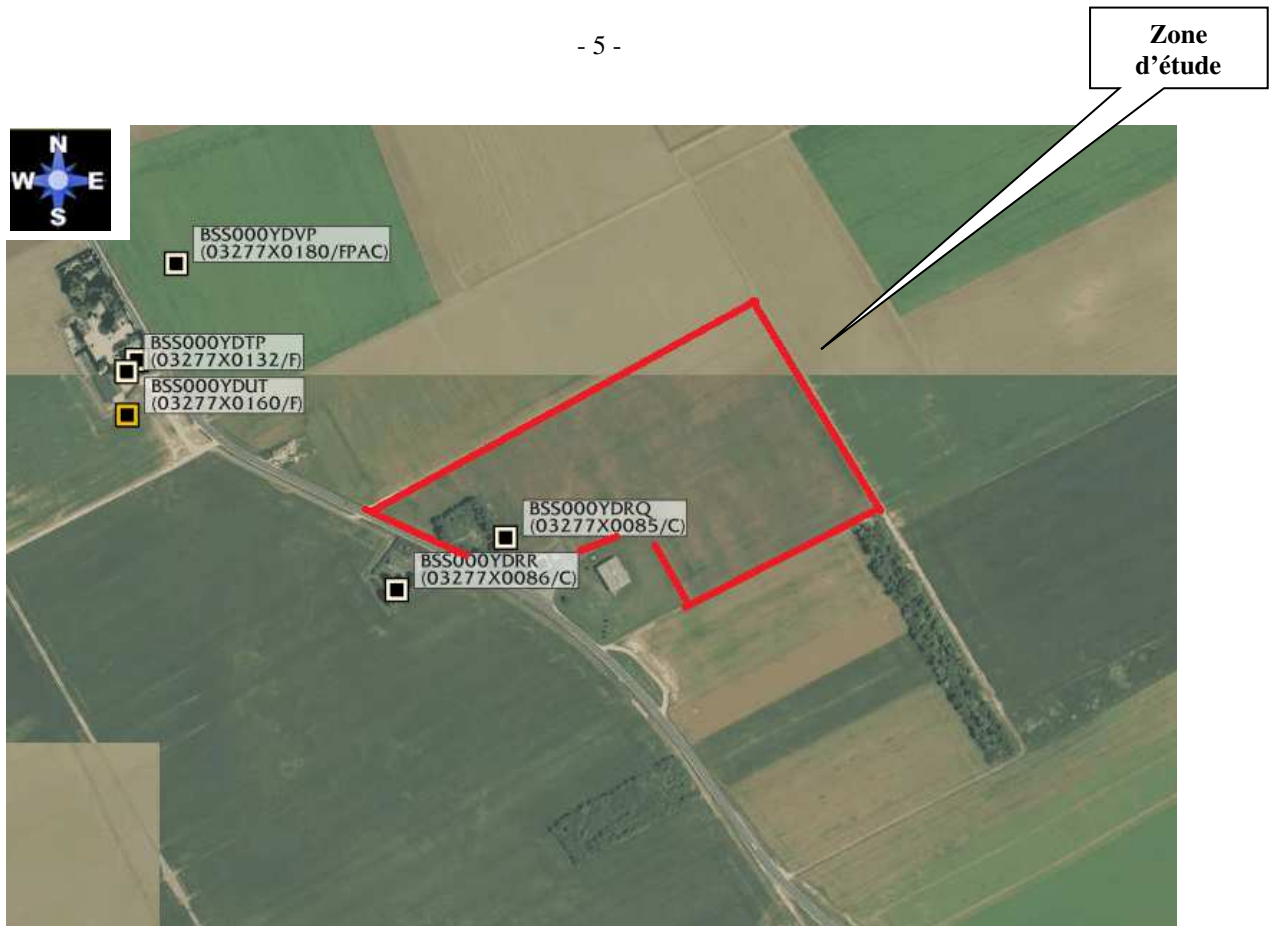 - 5 -
Zone
d’étude
N
W E
S
BSS000YDVP
(03277X0180/FPAC)
BSS000YDTP
(03277X0132/F)
BSS000YDUT
(03277X0160/F)
BSS000YDRQ
(03277X0085/C)
BSS000YDRR
(03277X0086/C)